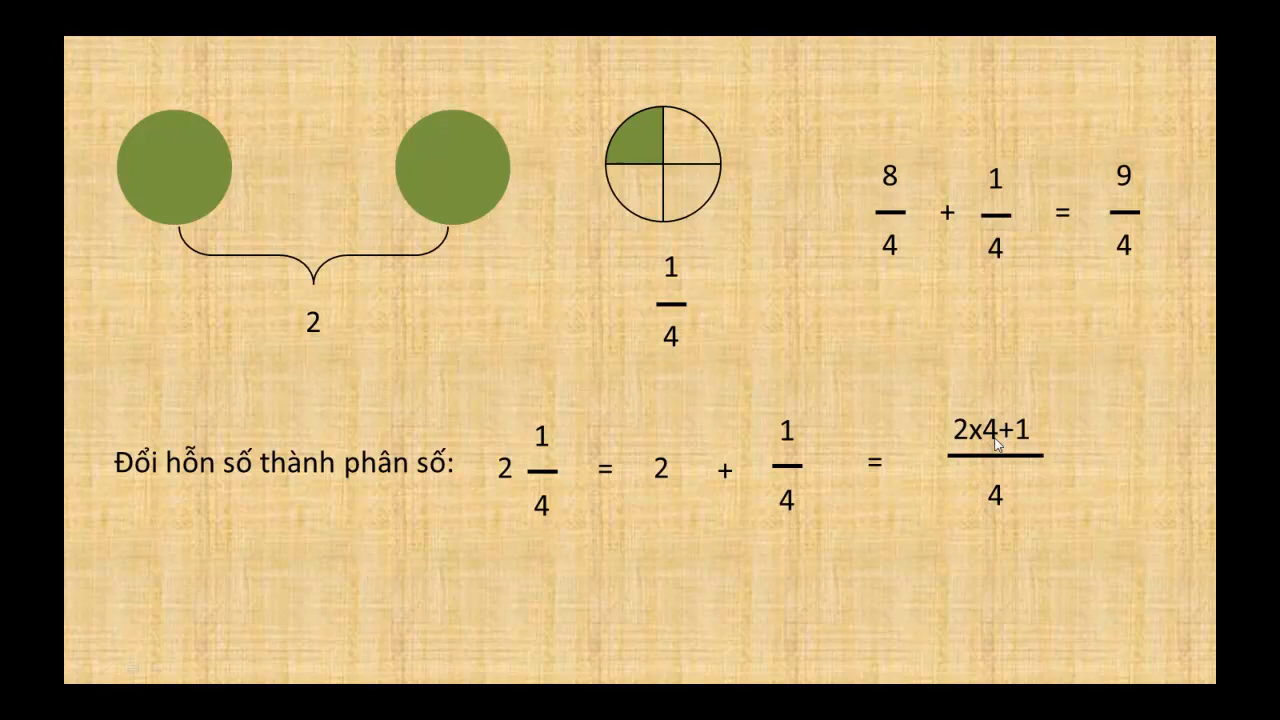 8/4 + 1/4 = 9/4
2
1/4
Đổi hỗn số thành phân số: 2 1/4 = 2 + 1/4 = 2x4+1/4